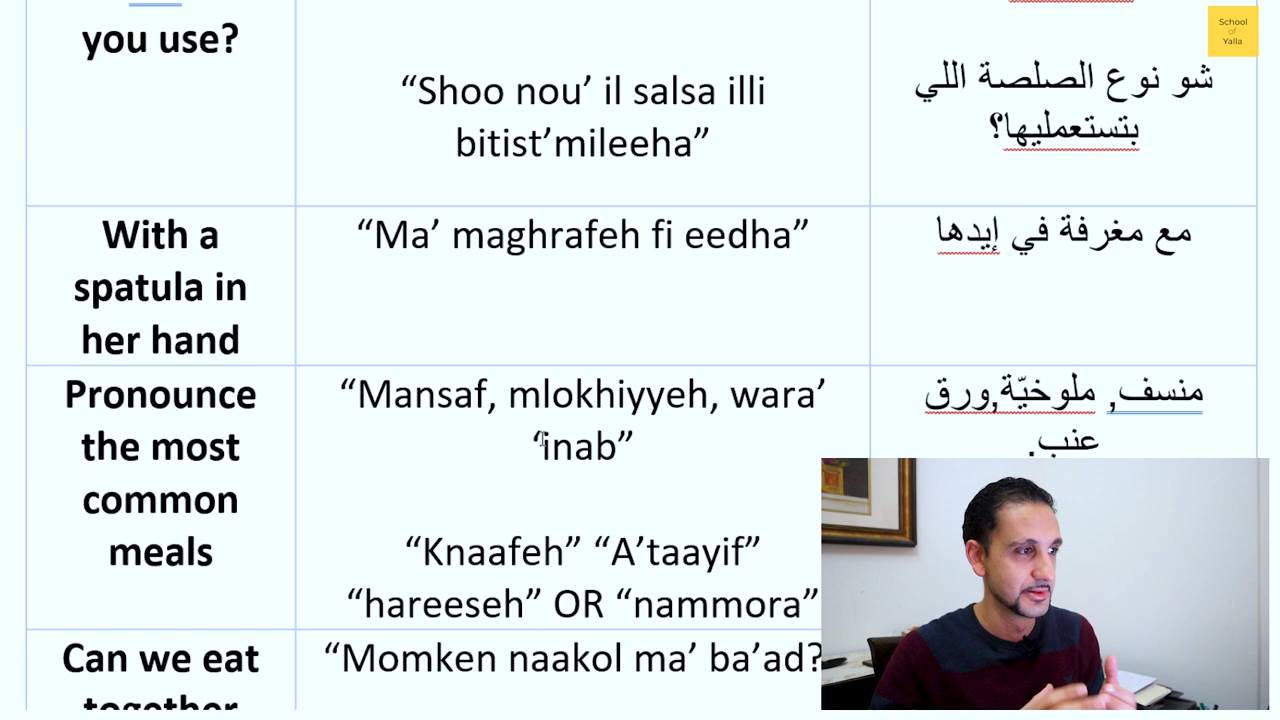 School
of
Yalla
you use?
“Shoo nou’ il salsa illi
bitist’mileeha”
شو نوع الصلصة اللي
بتستعمليها؟
With a
spatula in
her hand
“Ma’ maghrafeh fi eedha”
مع مغرفة في إيدها
Pronounce
the most
common
meals
“Mansaf, mlokhiyyeh, wara’
‘inab”
“Knaafeh” “A’taayif”
“hareeseh” OR “nammora”
منسف, ملوخيّة,ورق
عنب.
Can we eat
together
“Momken naakol ma’ ba’ad?